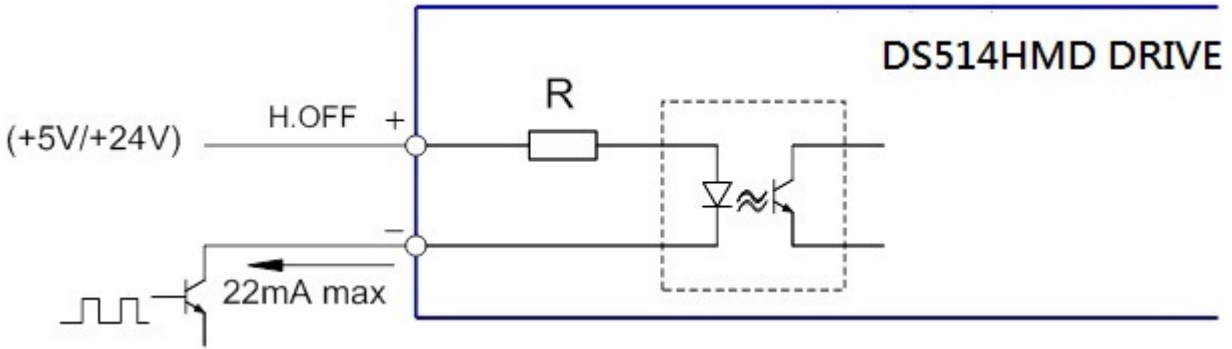 DS514HMD DRIVE
R
H.OFF +
(+5V/+24V)
−
22mA max